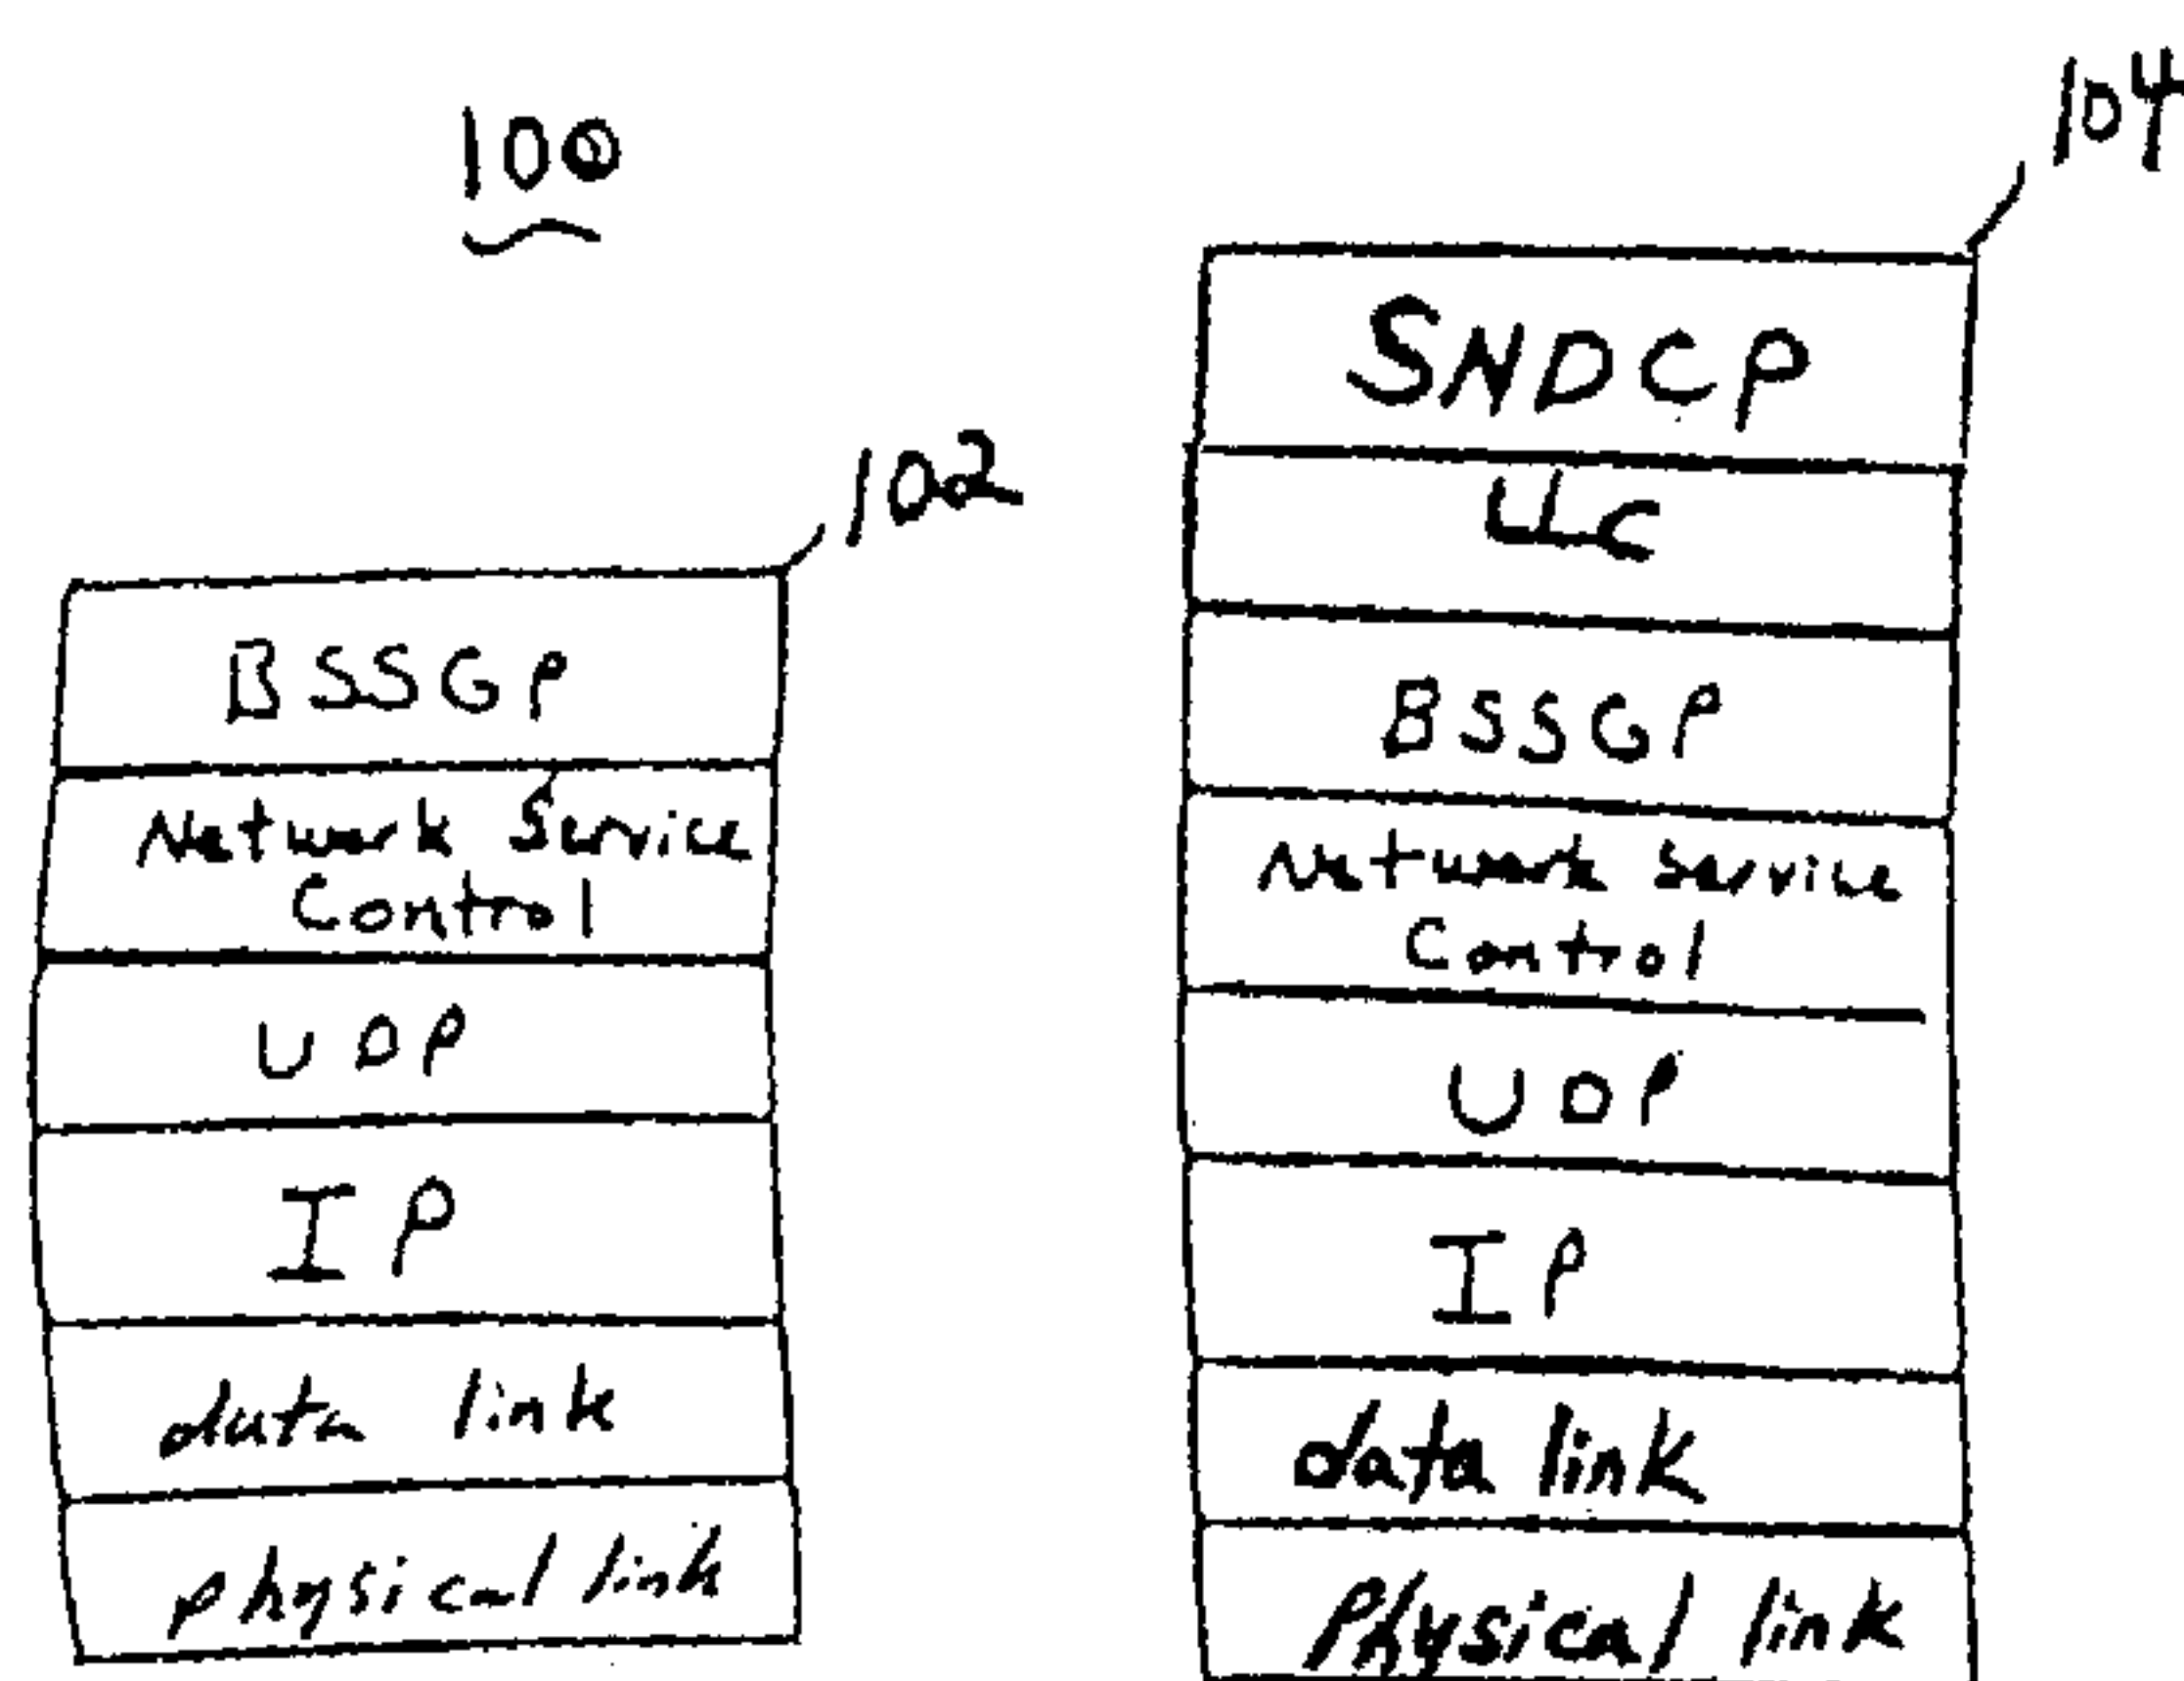 100
102
BSSGP
Network Service
Control
UDP
IP
data link
physical link
104
SNDCP
LLC
BSSGP
Network Service
Control
UDP
IP
data link
Physical link